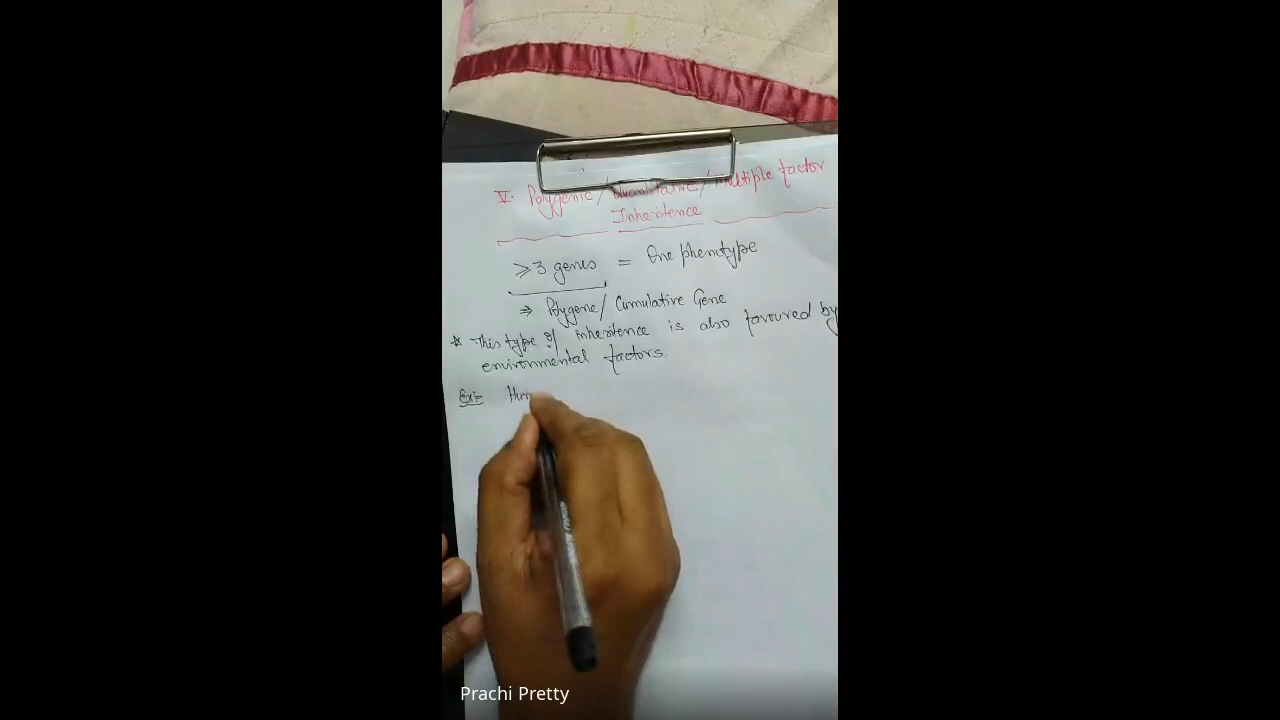 V. Polygenic / Quantitative / Multiple factor
Inheritence
≥3 genes = One phenotype
⇒ Polygene/ Cumulative Gene
* This type of inheritence is also favoured by
environmental factors.
Ex:- Hum
Prachi Pretty